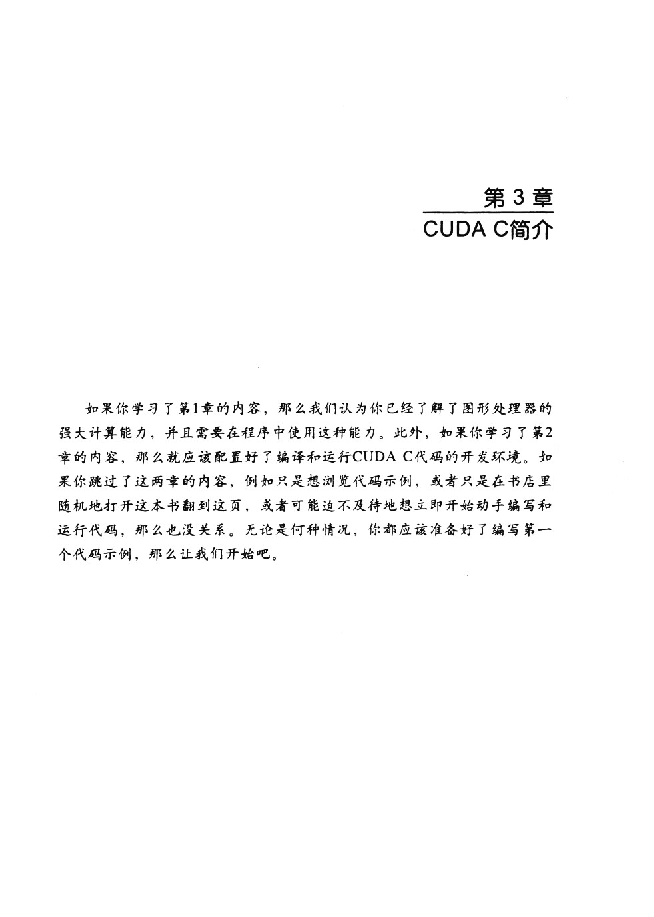 第 3 章
CUDA C简介
如果你学习了第1章的内容，那么我们认为你已经了解了图形处理器的
强大计算能力，并且需要在程序中使用这种能力。此外，如果你学习了第2
章的内容，那么就应该配置好了编译和运行CUDA C代码的开发环境。如
果你跳过了这两章的内容，例如只是想浏览代码示例，或者只是在书店里
随机地打开这本书翻到这页，或者可能迫不及待地想立即开始动手编写和
运行代码，那么也没关系。无论是何种情况，你都应该准备好了编写第一
个代码示例，那么让我们开始吧。